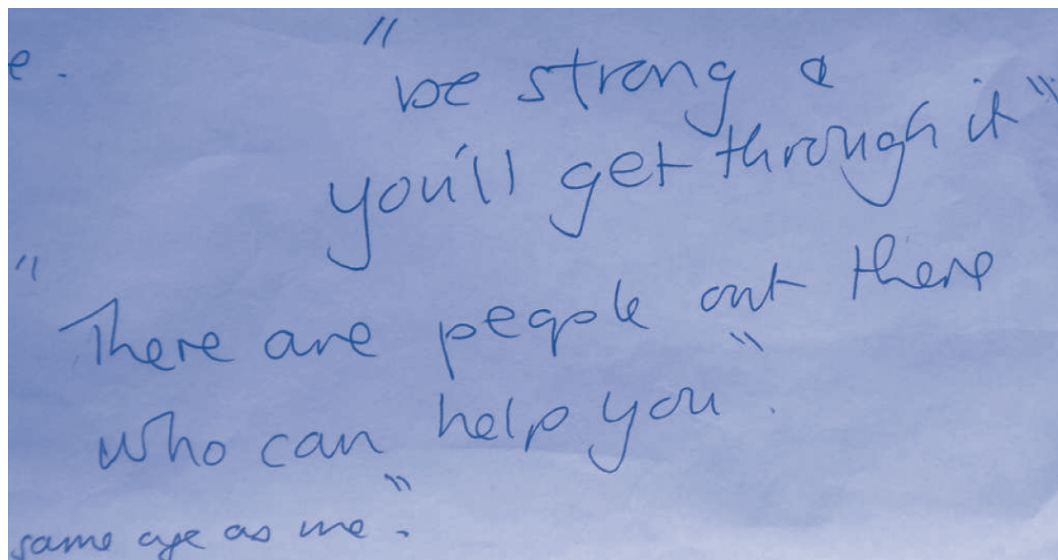 e.
"be strong &
you'll get through it"
"There are people out there
who can help you".
same age as me".